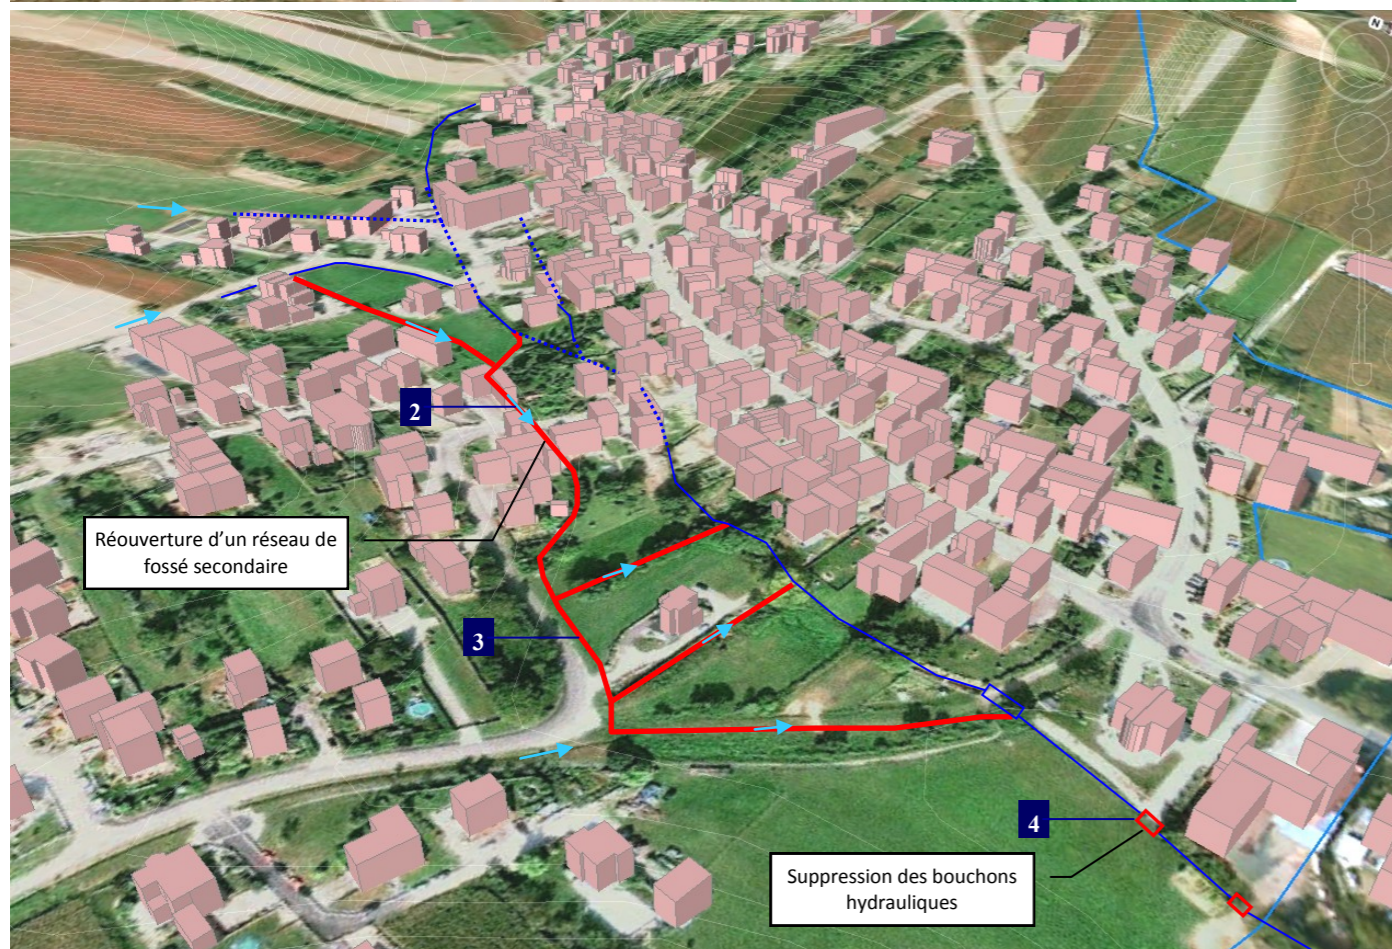 N
2
Réouverture d'un réseau de
fossé secondaire
3
4
Suppression des bouchons
hydrauliques